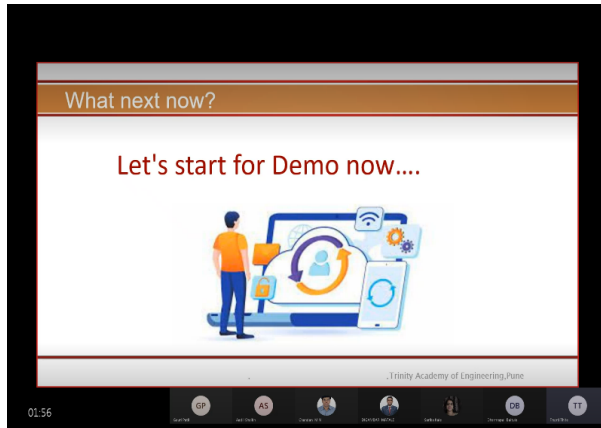 What next now?
Let's start for Demo now....
,Trinity Academy of Engineering,Pune
01:56
GP
AS
DB
TT